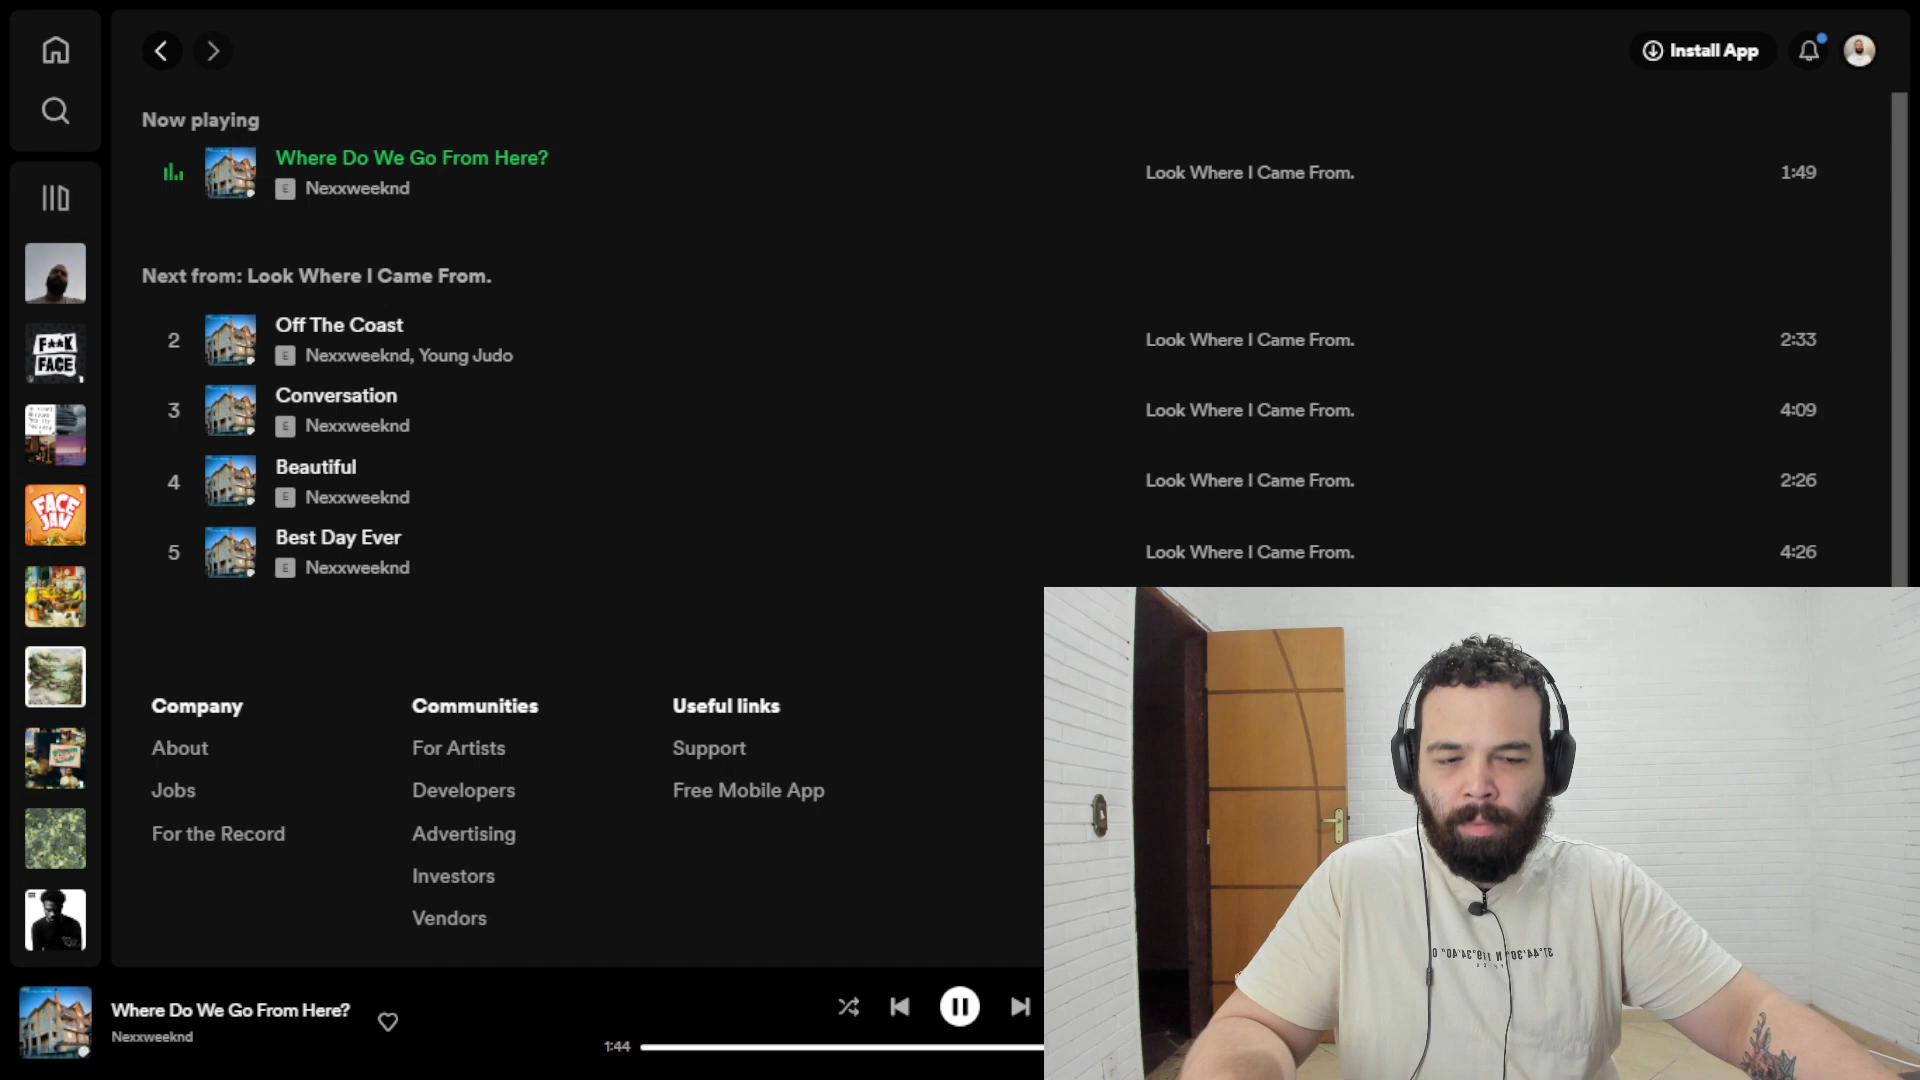 Install App
Now playing
Where Do We Go From Here?
E Nexxweeknd
Look Where I Came From.
1:49
Next from: Look Where I Came From.
2
Off The Coast
E Nexxweeknd, Young Judo
Look Where I Came From.
2:33
3
Conversation
E Nexxweeknd
Look Where I Came From.
4:09
4
Beautiful
E Nexxweeknd
Look Where I Came From.
2:26
5
Best Day Ever
E Nexxweeknd
Look Where I Came From.
4:26
F**K
FACE
FACE
JAM
Company
About
Jobs
For the Record
Communities
For Artists
Developers
Advertising
Investors
Vendors
Useful links
Support
Free Mobile App
Where Do We Go From Here?
Nexxweeknd
1:44